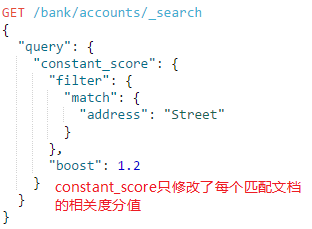 GET /bank/accounts/_search
{
  "query": {
    "constant_score": {
      "filter": {
        "match": {
          "address": "Street"
        }
      },
      "boost": 1.2
    } constant_score只修改了每个匹配文档
  } 的相关度分值
}